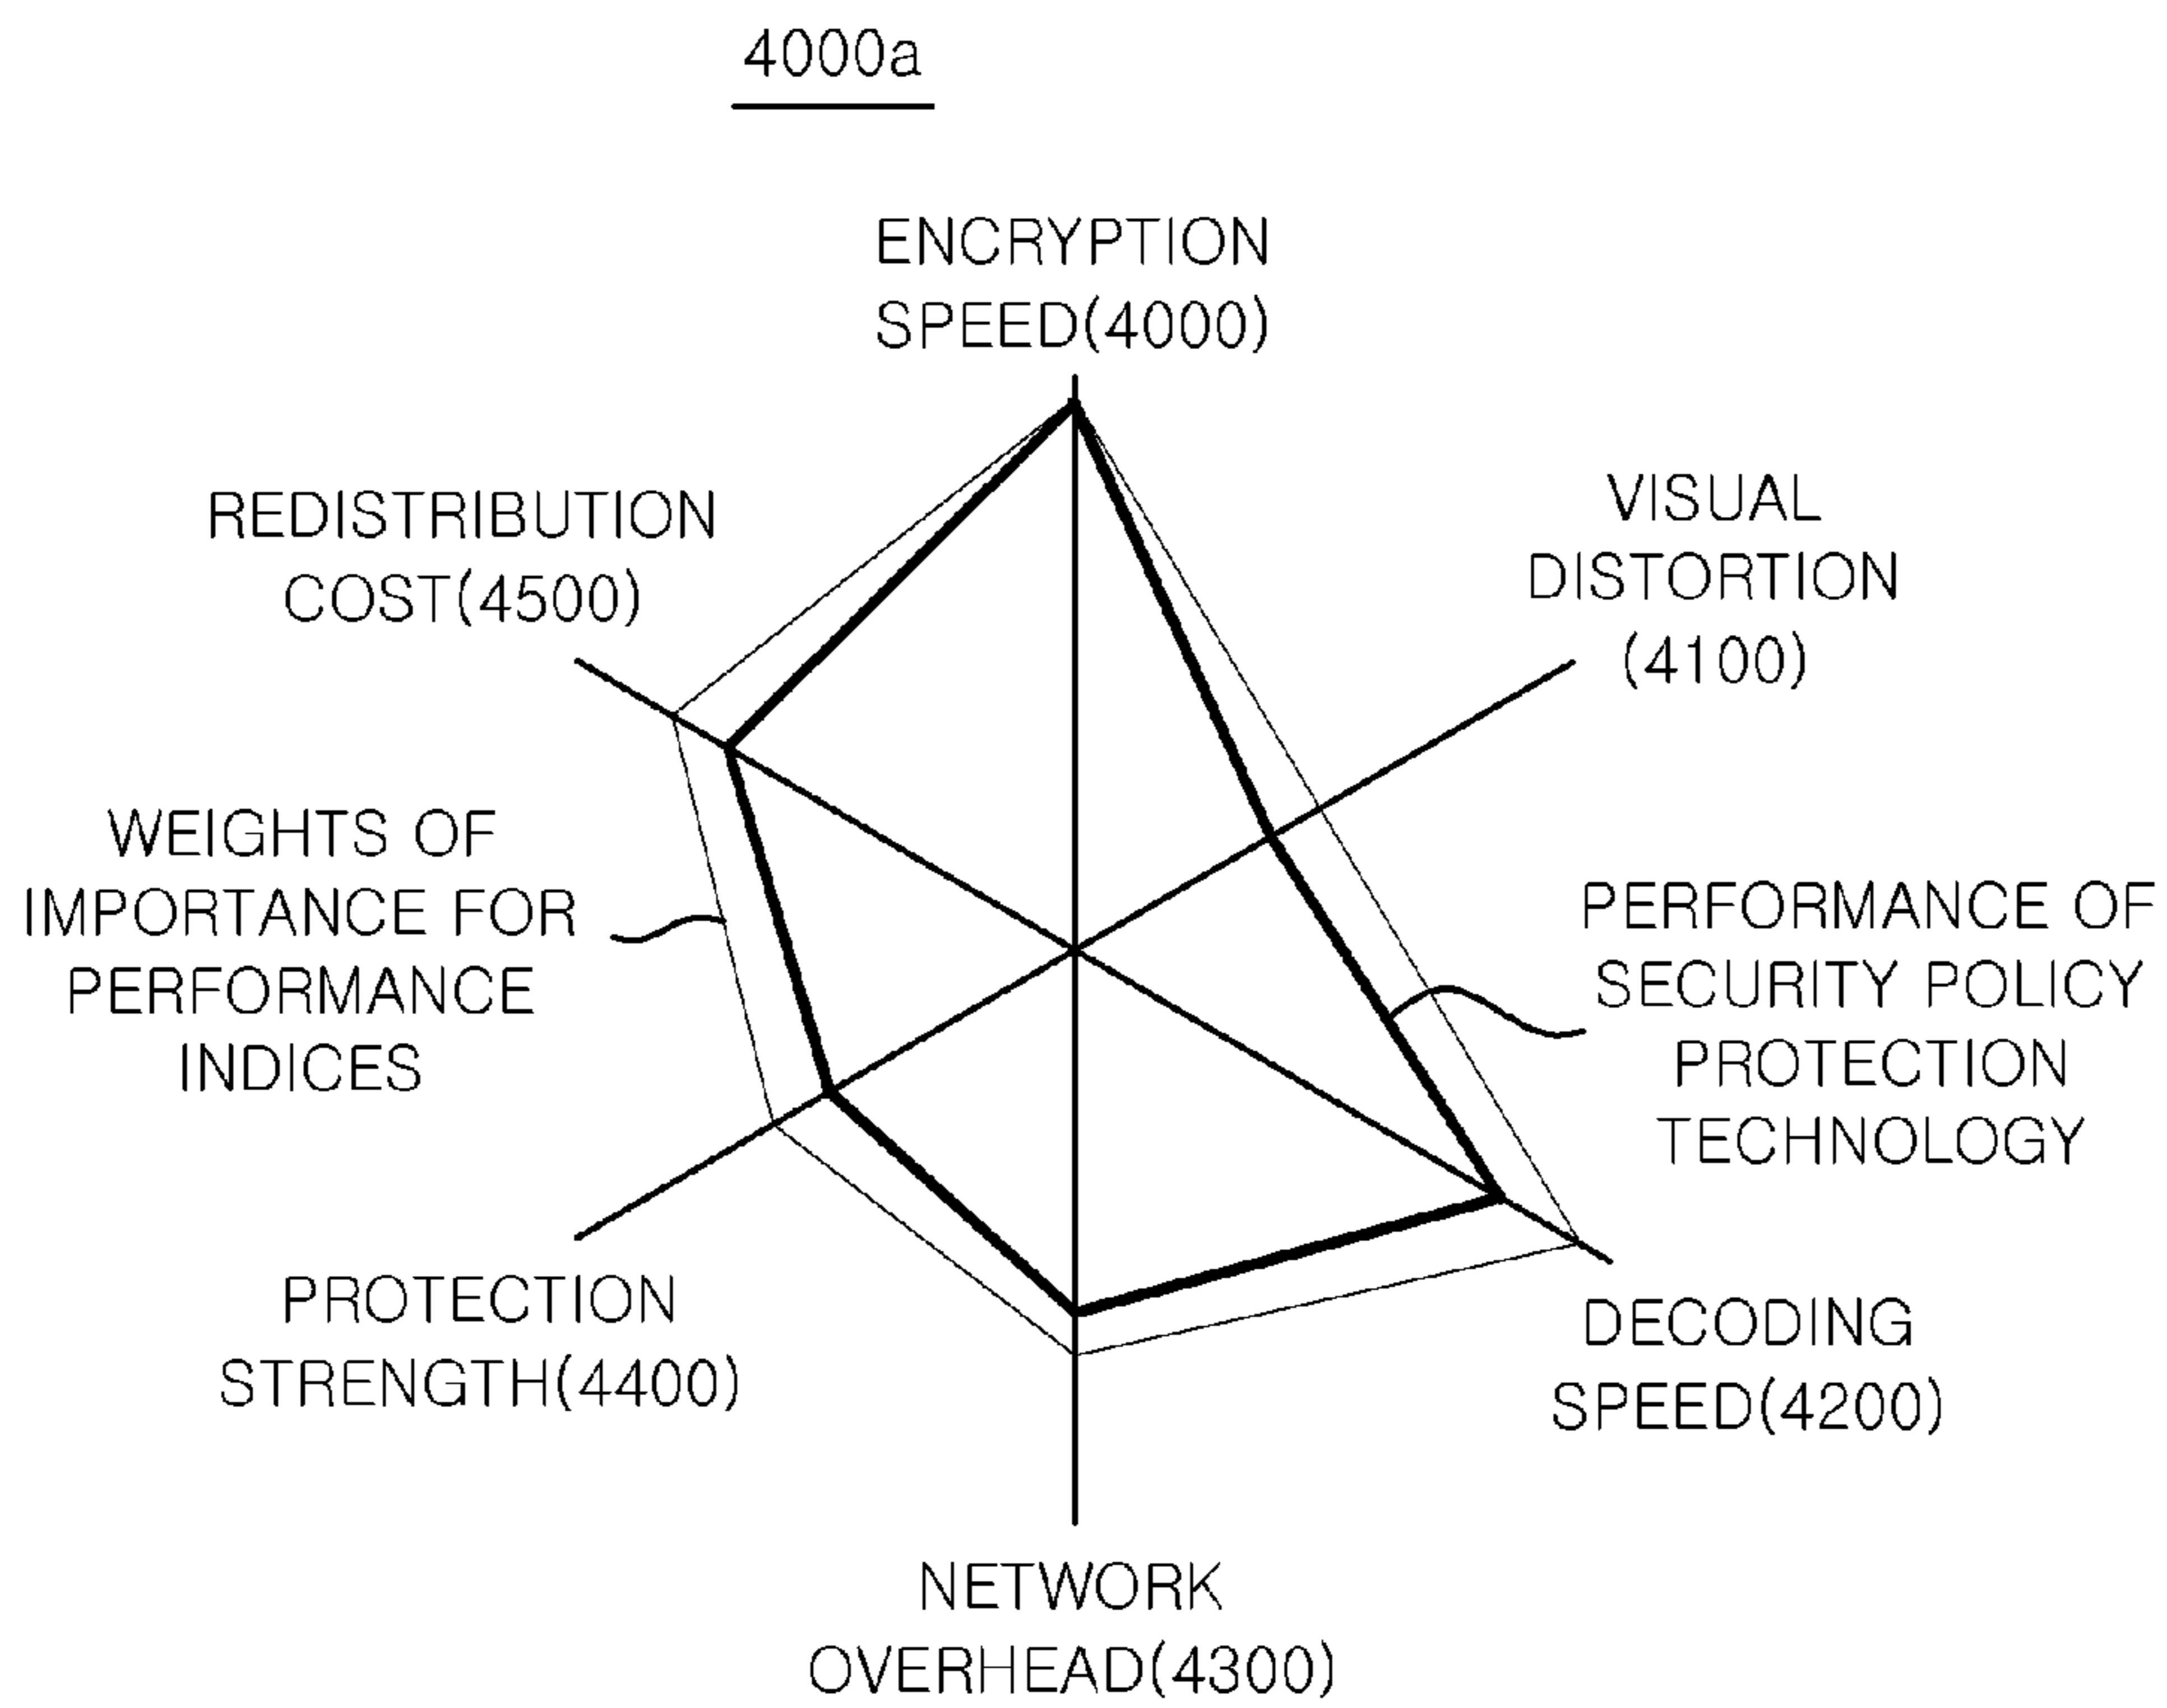 4000a
ENCRYPTION
SPEED(4000)
REDISTRIBUTION
COST(4500)
VISUAL
DISTORTION
(4100)
WEIGHTS OF
IMPORTANCE FOR
PERFORMANCE
INDICES
PERFORMANCE OF
SECURITY POLICY
PROTECTION
TECHNOLOGY
PROTECTION
STRENGTH(4400)
DECODING
SPEED(4200)
NETWORK
OVERHEAD(4300)